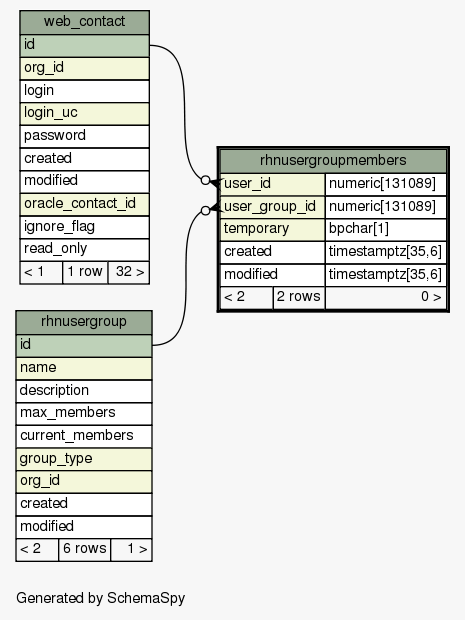 web_contact
id
org_id
login
login_uc
password
created
modified
oracle_contact_id
ignore_flag
read_only
< 1 1 row 32 >
rhnusergroupmembers
user_id numeric[131089]
user_group_id numeric[131089]
temporary bpchar[1]
created timestamptz[35,6]
modified timestamptz[35,6]
< 2 2 rows 0 >
rhnusergroup
id
name
description
max_members
current_members
group_type
org_id
created
modified
< 2 6 rows 1 >
Generated by SchemaSpy